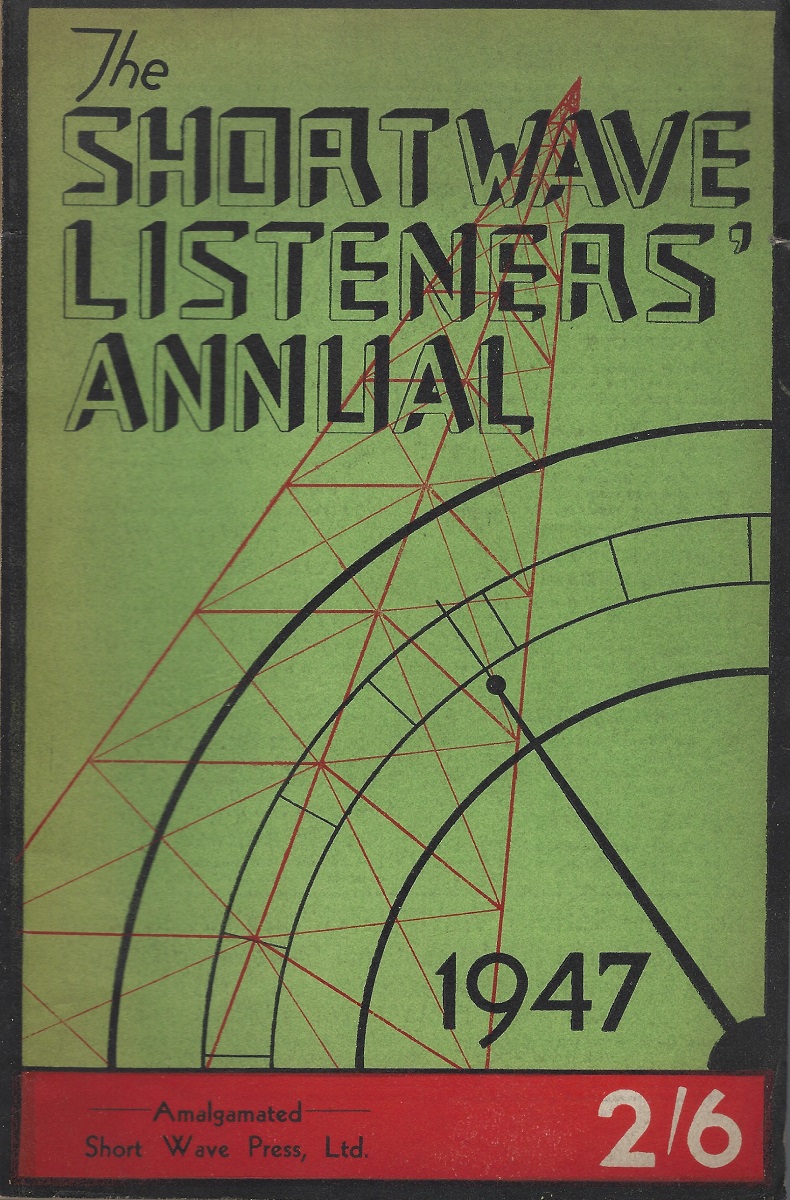 The
SHORTWAVE
LISTENERS'
ANNUAL
1947
Amalgamated
Short Wave Press, Ltd.
2/6